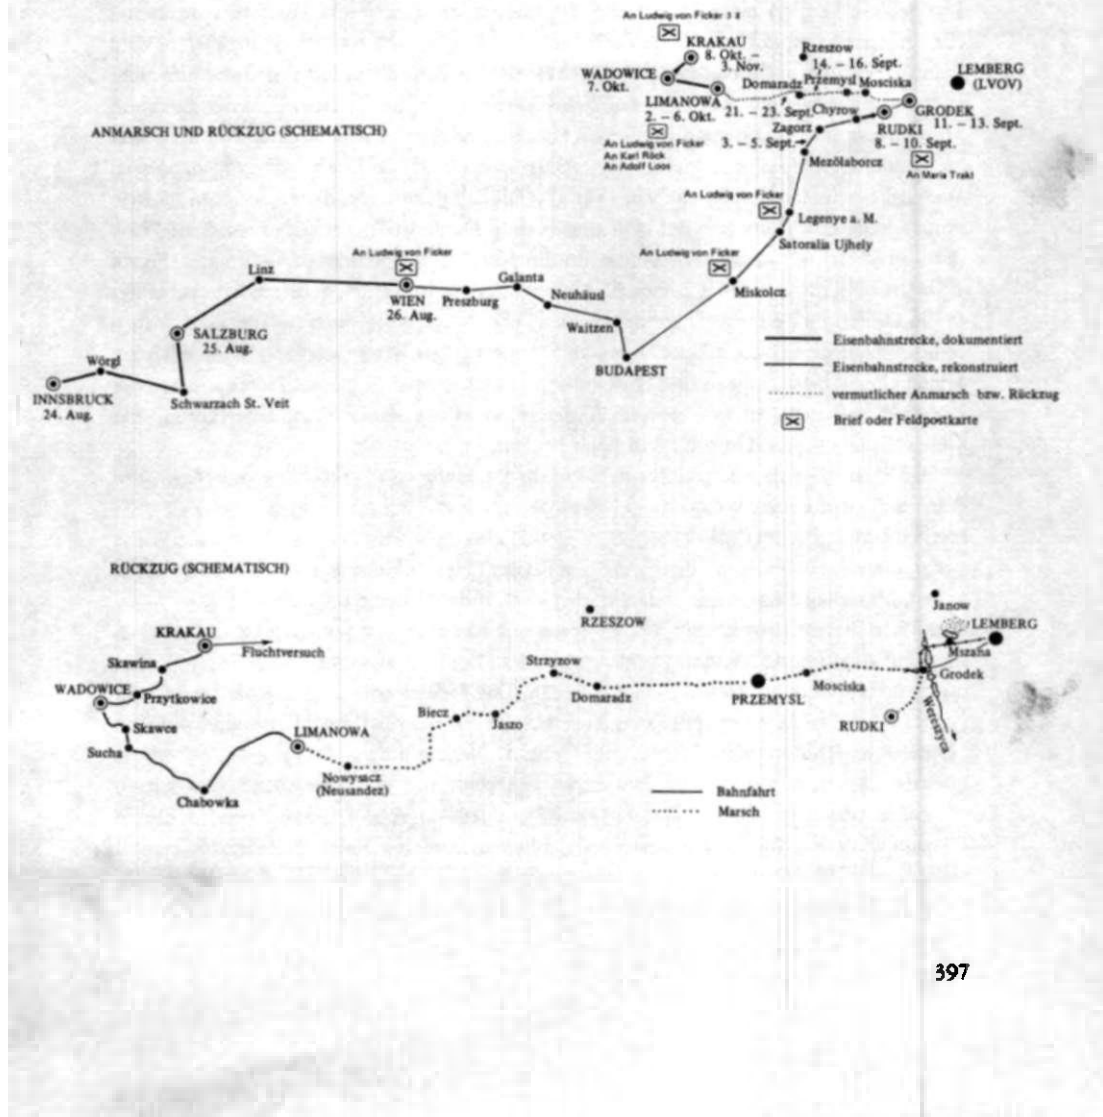 An Ludwig von Ficker 3 x
KRAKAU
8. Okt. –
3. Nov.
WADOWICE
7. Okt.
LIMANOWA
2. – 6. Okt.
An Ludwig von Ficker
An Karl Röck
An Adolf Loos
Rzeszow
14. – 16. Sept.
Domaradz
Przemysl
Mosciska
21. – 23. Sept.
Chyrow
LEMBERG
(LVOV)
GRODEK
11. – 13. Sept.
RUDKI
8. – 10. Sept.
An Maria Trakl
Zagorz
3. – 5. Sept.
Mezölaborcz
ANMARSCH UND RÜCKZUG (SCHEMATISCH)
An Ludwig von Ficker
Legenye a. M.
Satoralia Ujhely
An Ludwig von Ficker
Miskolcz
An Ludwig von Ficker
Linz
WIEN
26. Aug.
Preszburg
Galanta
Neuhäusl
Waitzen
BUDAPEST
SALZBURG
25. Aug.
Wörgl
INNSBRUCK
24. Aug.
Schwarzach St. Veit
Eisenbahnstrecke, dokumentiert
Eisenbahnstrecke, rekonstruiert
vermutlicher Anmarsch bzw. Rückzug
Brief oder Feldpostkarte
RÜCKZUG (SCHEMATISCH)
KRAKAU
Fluchtversuch
Skawina
WADOWICE
Przytkowice
Skawce
Sucha
Chabowka
LIMANOWA
Nowysacz
(Neusandez)
Biecz
Jaszo
Strzyzow
Domaradz
RZESZOW
PRZEMYSL
Mosciska
Janow
LEMBERG
Mszana
Grodek
RUDKI
Wereszyca
Bahnfahrt
Marsch
397